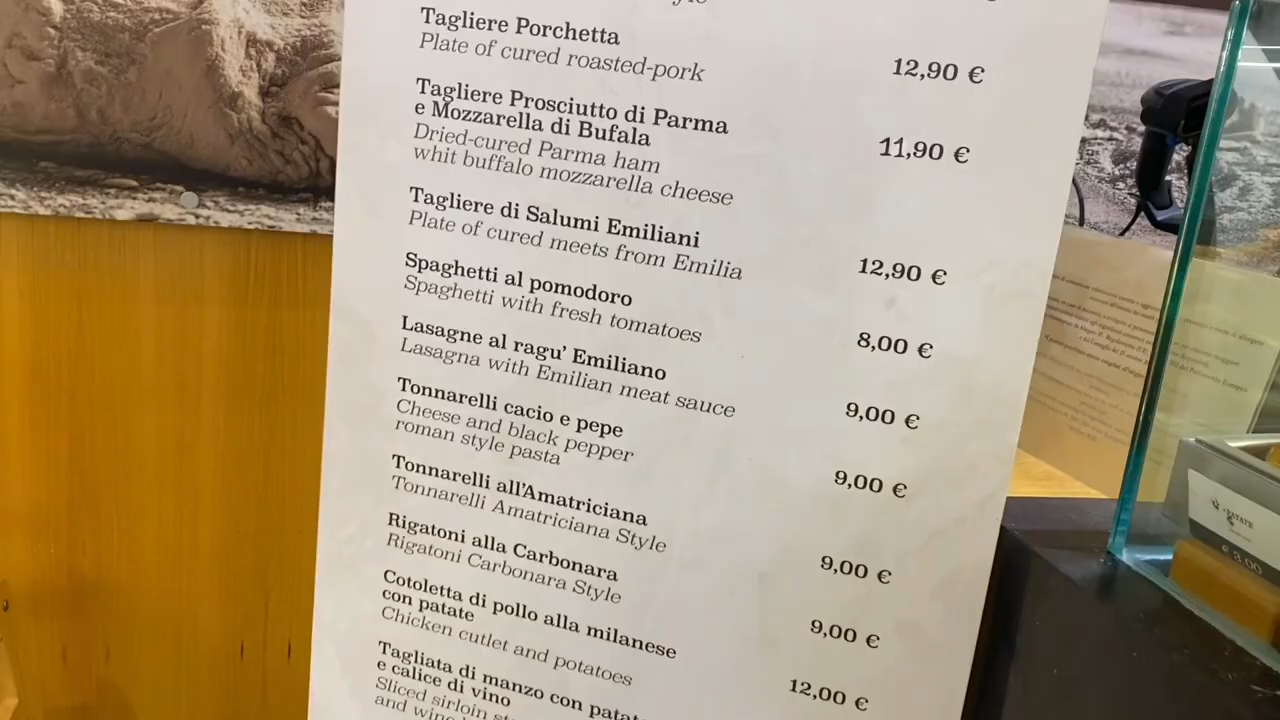 Tagliere Porchetta
Plate of cured roasted-pork
12,90 €
Tagliere Prosciutto di Parma
e Mozzarella di Bufala
Dried-cured Parma ham
whit buffalo mozzarella cheese
11,90 €
Tagliere di Salumi Emiliani
Plate of cured meets from Emilia
12,90 €
Spaghetti al pomodoro
Spaghetti with fresh tomatoes
8,00 €
Lasagne al ragu' Emiliano
Lasagna with Emilian meat sauce
9,00 €
Tonnarelli cacio e pepe
Cheese and black pepper
roman style pasta
9,00 €
Tonnarelli all'Amatriciana
Tonnarelli Amatriciana Style
9,00 €
Rigatoni alla Carbonara
Rigatoni Carbonara Style
9,00 €
Cotoletta di pollo alla milanese
con patate
Chicken cutlet and potatoes
12,00 €
Tagliata di manzo con
e calice di vino
Sliced sirloin
and
PATATE
€ 3,00